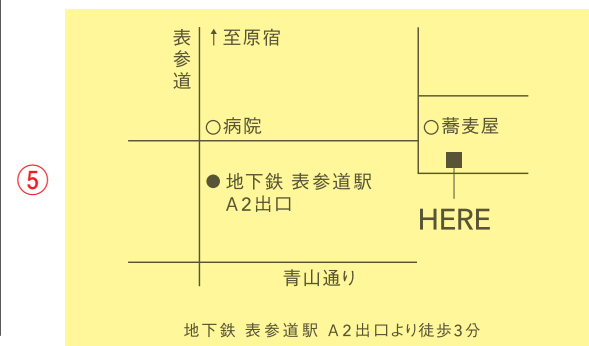 表参道
↑至原宿
○病院
○蕎麦屋
⑤
●地下鉄 表参道駅
A2出口
HERE
青山通り
地下鉄 表参道駅 A2出口より徒歩3分